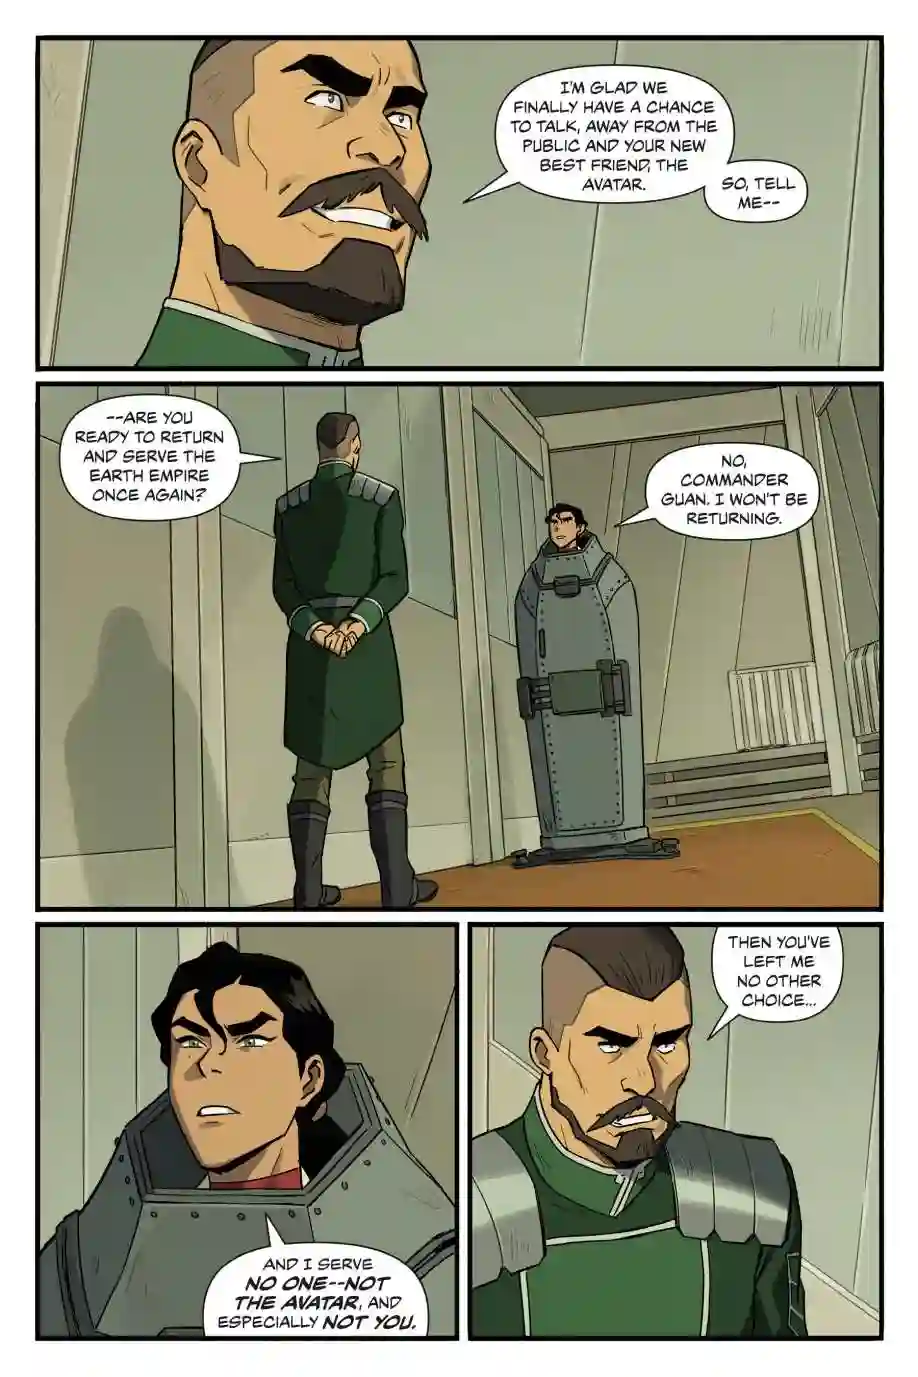 I'M GLAD WE
FINALLY HAVE A CHANCE
TO TALK, AWAY FROM THE
PUBLIC AND YOUR NEW
BEST FRIEND, THE
AVATAR.
SO, TELL
ME--
--ARE YOU
READY TO RETURN
AND SERVE THE
EARTH EMPIRE
ONCE AGAIN?
NO,
COMMANDER
GUAN. I WON'T BE
RETURNING.
AND I SERVE
NO ONE--NOT
THE AVATAR, AND
ESPECIALLY NOT YOU.
THEN YOU'VE
LEFT ME
NO OTHER
CHOICE...